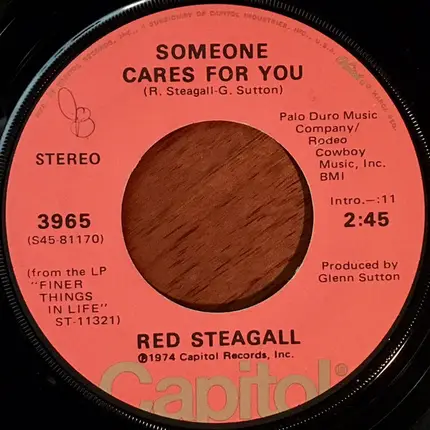 SOMEONE
CARES FOR YOU
(R. Steagall-G. Sutton)
Palo Duro Music
Company/
Rodeo
Cowboy
Music, Inc.
BMI
STEREO
Intro.–:11
3965
2:45
(S45-81170)
(from the LP
"FINER
THINGS
IN LIFE"
ST-11321)
Produced by
Glenn Sutton
RED STEAGALL
℗1974 Capitol Records, Inc.
Capitol®